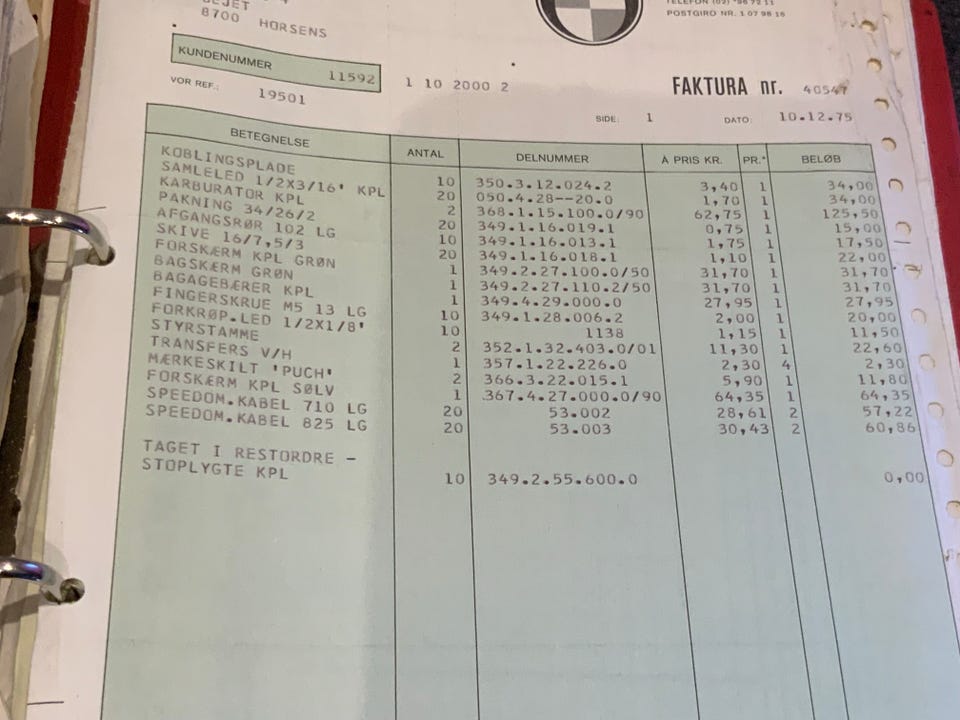 8700 HORSENS
TELEFON
POSTGIRO NR. 1 07 98 16
KUNDENUMMER 11592
1 10 2000 2
FAKTURA nr. 40547
VOR REF.: 19501
SIDE: 1 DATO: 10.12.75
BETEGNELSE ANTAL DELNUMMER A PRIS KR. PR.* BELØB
KOBLINGSPLADE 10 350.3.12.024.2 3,40 1 34,00
SAMLELED 1/2X3/16' KPL 20 050.4.28--20.0 1,70 1 34,00
KARBURATOR KPL 2 368.1.15.100.0/90 62,75 1 125,50
PAKNING 34/26/2 20 349.1.16.019.1 0,75 1 15,00
AFGANGSRØR 102 LG 10 349.1.16.013.1 1,75 1 17,50
SKIVE 16/7,5/3 20 349.1.16.018.1 1,10 1 22,00
FORSKÆRM KPL GRØN 1 349.2.27.100.0/50 31,70 1 31,70
BAGSKÆRM GRØN 1 349.2.27.110.2/50 31,70 1 31,70
BAGAGEBÆRER KPL 1 349.4.29.000.0 27,95 1 27,95
FINGERSKRUE M5 13 LG 10 349.1.28.006.2 2,00 1 20,00
FORKRØP.LED 1/2X1/8' 10 1138 1,15 1 11,50
STYRSTAMME 2 352.1.32.403.0/01 11,30 1 22,60
TRANSFERS V/H 1 357.1.22.226.0 2,30 4 2,30
MÆRKESKILT 'PUCH' 2 366.3.22.015.1 5,90 1 11,80
FORSKÆRM KPL SØLV 1 367.4.27.000.0/90 64,35 1 64,35
SPEEDOM.KABEL 710 LG 20 53.002 28,61 2 57,22
SPEEDOM.KABEL 825 LG 20 53.003 30,43 2 60,86
TAGET I RESTORDRE -
STOPLYGTE KPL 10 349.2.55.600.0 0,00